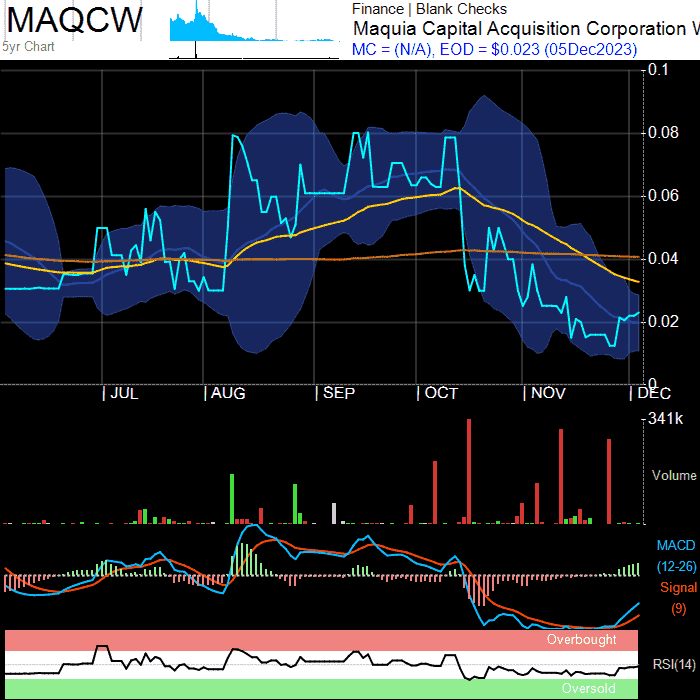 MAQCW
5yr Chart
Finance | Blank Checks
Maquia Capital Acquisition Corporation W
MC = (N/A), EOD = $0.023 (05Dec2023)
0.1
0.08
0.06
0.04
0.02
0
JUL
AUG
SEP
OCT
NOV
DEC
341k
Volume
MACD
(12-26)
Signal
(9)
Overbought
RSI(14)
Oversold